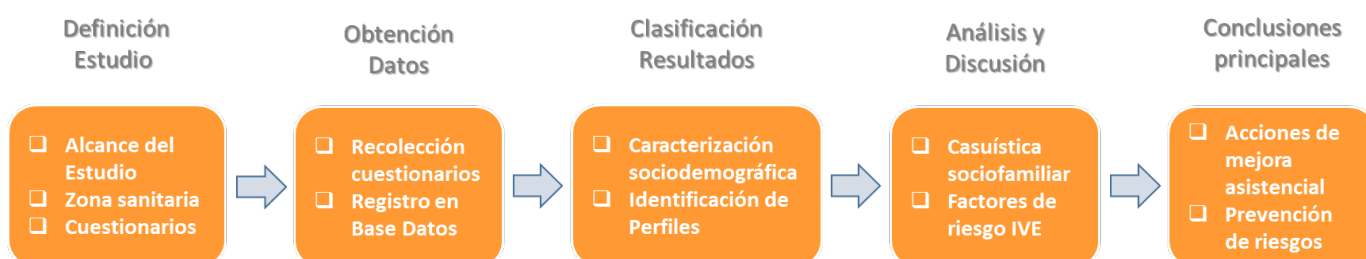 Definición
Estudio
Obtención
Datos
Clasificación
Resultados
Análisis y
Discusión
Conclusiones
principales
❑ Alcance del
Estudio
❑ Zona sanitaria
❑ Cuestionarios
❑ Recolección
cuestionarios
❑ Registro en
Base Datos
❑ Caracterización
sociodemográfica
❑ Identificación de
Perfiles
❑ Casuística
sociofamiliar
❑ Factores de
riesgo IVE
❑ Acciones de
mejora
asistencial
❑ Prevención
de riesgos